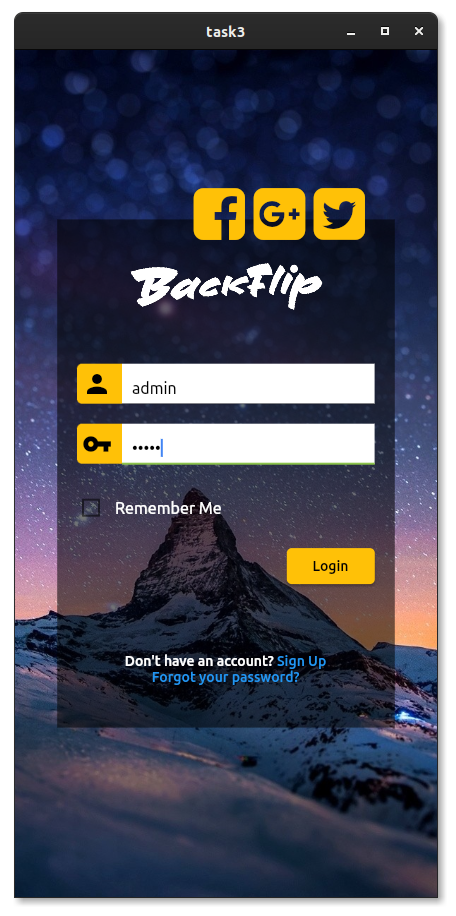 task3
BackFlip
admin
•••••
Remember Me
Login
Don't have an account? Sign Up
Forgot your password?